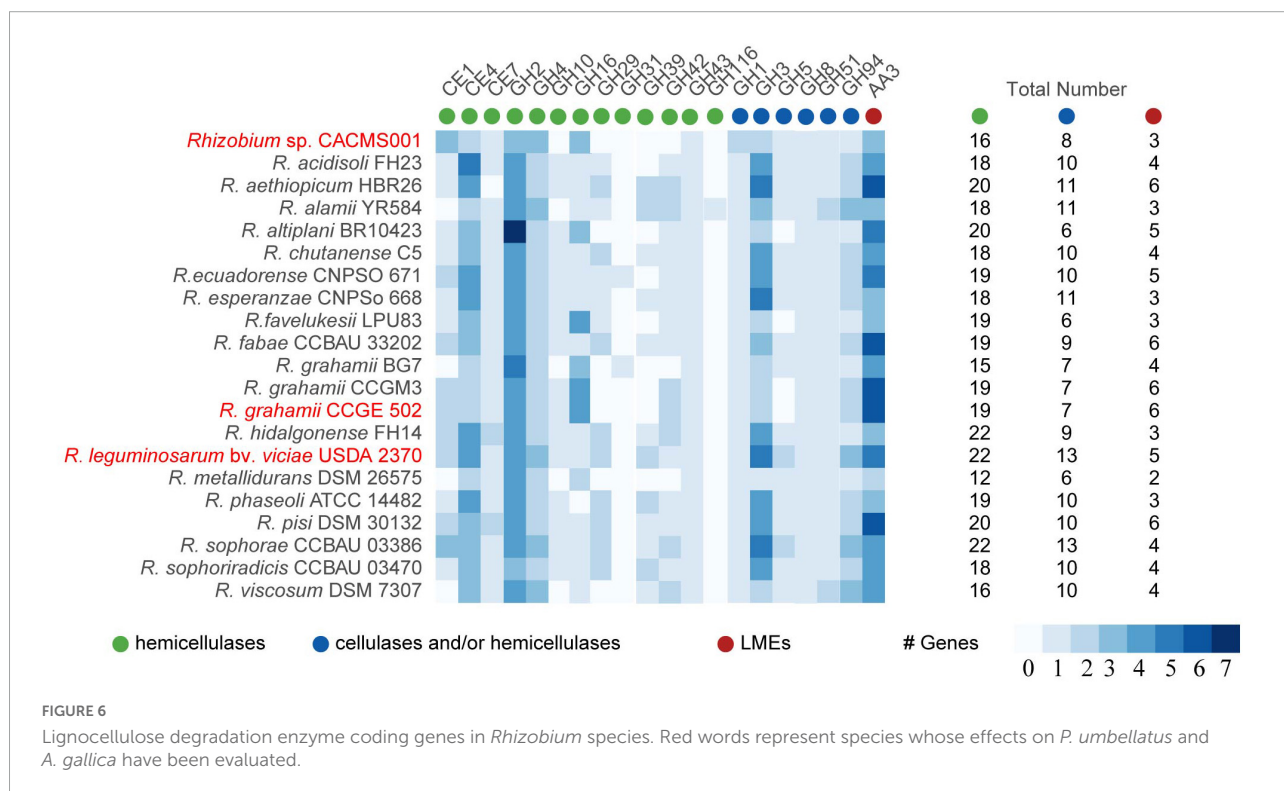 CE1 CE4 CE7 GH2 GH4 GH10 GH16 GH29 GH31 GH39 GH42 GH43 GH116 GH1 GH3 GH5 GH8 GH51 GH94 AA3
Total Number
Rhizobium sp. CACMS001 16 8 3
R. acidisoli FH23 18 10 4
R. aethiopicum HBR26 20 11 6
R. alamii YR584 18 11 3
R. altiplani BR10423 20 6 5
R. chutanense C5 18 10 4
R.ecuadorense CNPSO 671 19 10 5
R. esperanzae CNPSo 668 18 11 3
R.favelukesii LPU83 19 6 3
R. fabae CCBAU 33202 19 9 6
R. grahamii BG7 15 7 4
R. grahamii CCGM3 19 7 6
R. grahamii CCGE 502 19 7 6
R. hidalgonense FH14 22 9 3
R. leguminosarum bv. viciae USDA 2370 22 13 5
R. metallidurans DSM 26575 12 6 2
R. phaseoli ATCC 14482 19 10 3
R. pisi DSM 30132 20 10 6
R. sophorae CCBAU 03386 22 13 4
R. sophoriradicis CCBAU 03470 18 10 4
R. viscosum DSM 7307 16 10 4
hemicellulases cellulases and/or hemicellulases LMEs # Genes
0 1 2 3 4 5 6 7
FIGURE 6
Lignocellulose degradation enzyme coding genes in Rhizobium species. Red words represent species whose effects on P. umbellatus and
A. gallica have been evaluated.